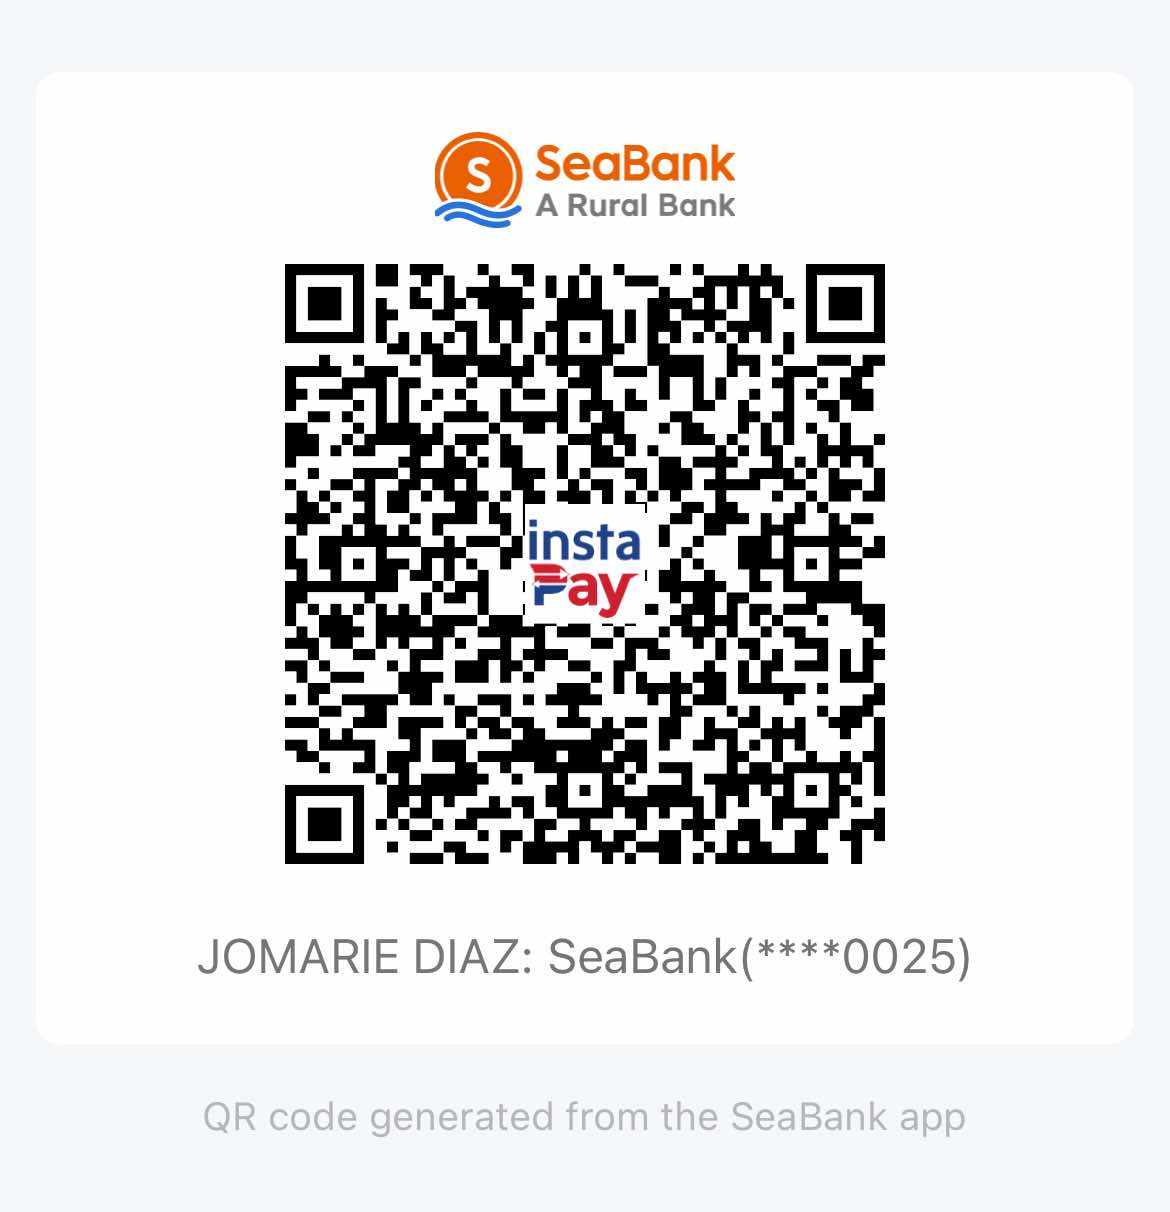 SeaBank
A Rural Bank
insta
Pay
JOMARIE DIAZ: SeaBank(****0025)
QR code generated from the SeaBank app